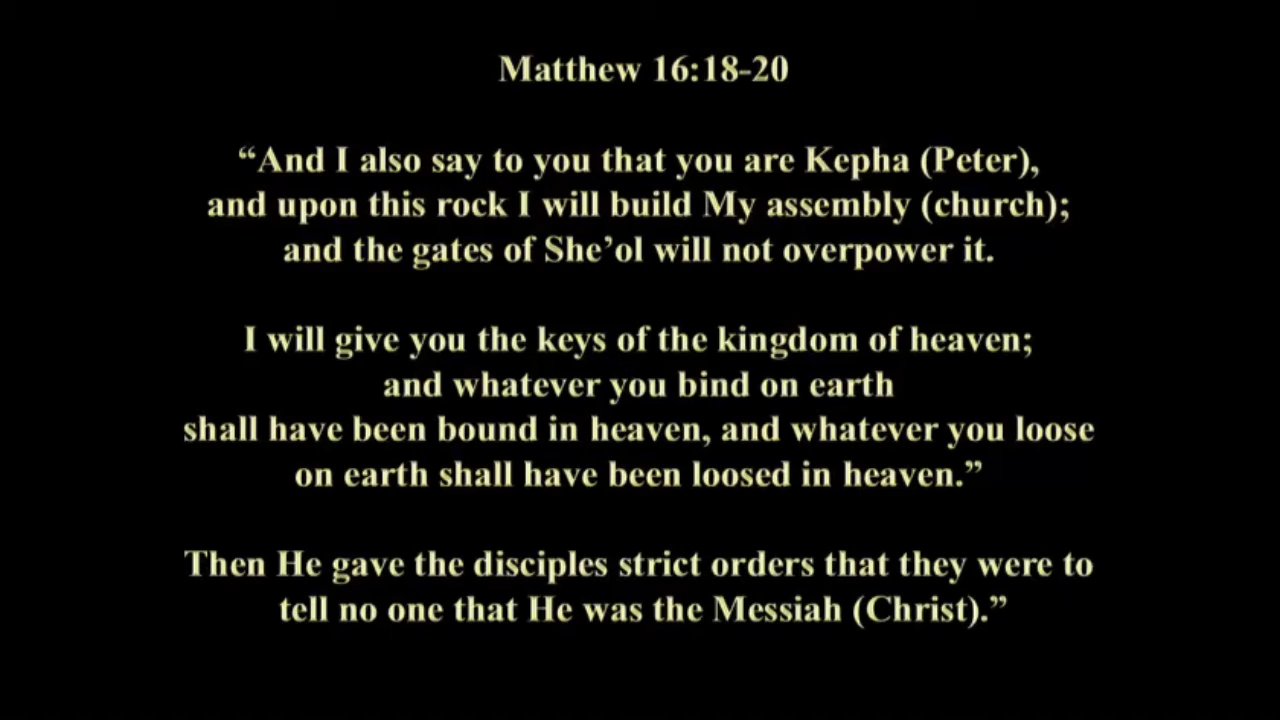 Matthew 16:18-20
“And I also say to you that you are Kepha (Peter),
and upon this rock I will build My assembly (church);
and the gates of She’ol will not overpower it.
I will give you the keys of the kingdom of heaven;
and whatever you bind on earth
shall have been bound in heaven, and whatever you loose
on earth shall have been loosed in heaven.”
Then He gave the disciples strict orders that they were to
tell no one that He was the Messiah (Christ).”